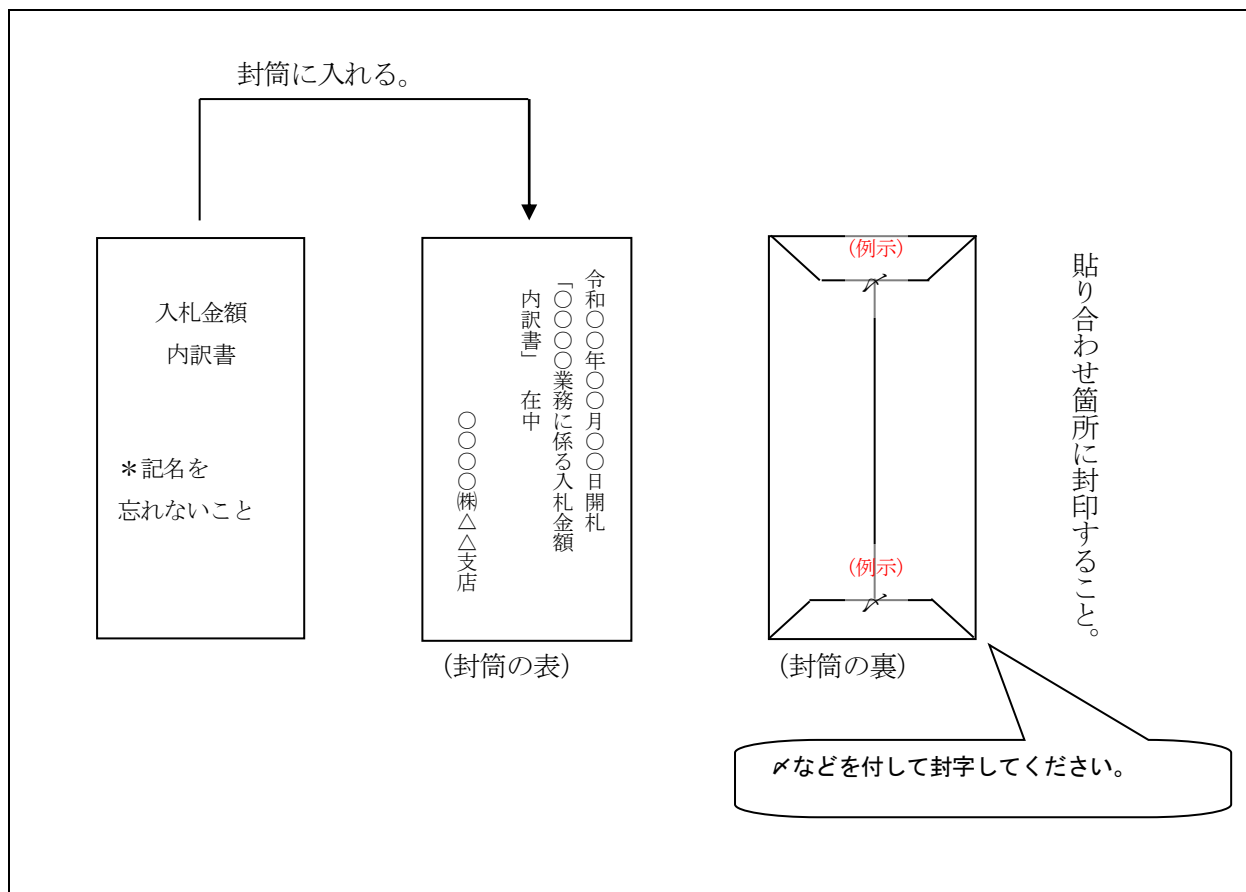 封筒に入れる。
入札金額
内訳書
＊記名を
忘れないこと
令和〇〇年〇〇月〇〇日開札
「〇〇〇〇業務に係る入札金額
内訳書」 在中
〇〇〇〇㈱△△支店
(封筒の表)
(例示)
〆
(例示)
〆
(封筒の裏)
貼り合わせ箇所に封印すること。
〆などを付して封字してください。